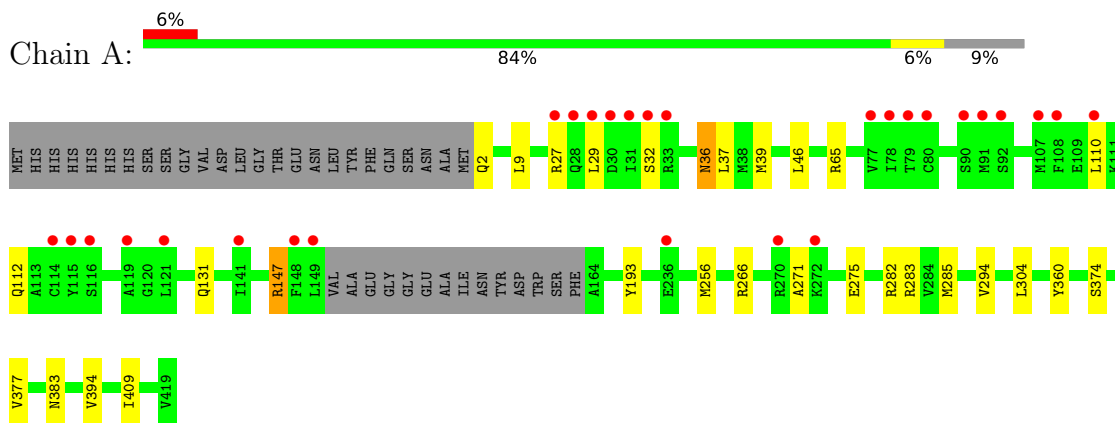 6%
Chain A:
84% 6% 9%
MET HIS HIS HIS HIS HIS HIS SER SER GLY VAL ASP LEU GLY THR GLU ASN LEU TYR PHE GLN SER ASN ALA MET Q2 L9 R27 Q28 L29 D30 I31 S32 R33 N36 L37 M38 M39 L46 R65 V77 I78 T79 C80 S90 M91 S92 M107 F108 E109 L110 K111
Q112 A113 C114 Y115 S116 A119 G120 L121 Q131 I141 R147 F148 L149 VAL ALA GLU GLY GLY GLU ALA ILE ASN TYR ASP TRP SER PHE A164 Y193 E236 M256 R266 R270 A271 K272 E275 R282 R283 V284 M285 V294 L304 Y360 S374
V377 N383 V394 I409 V419